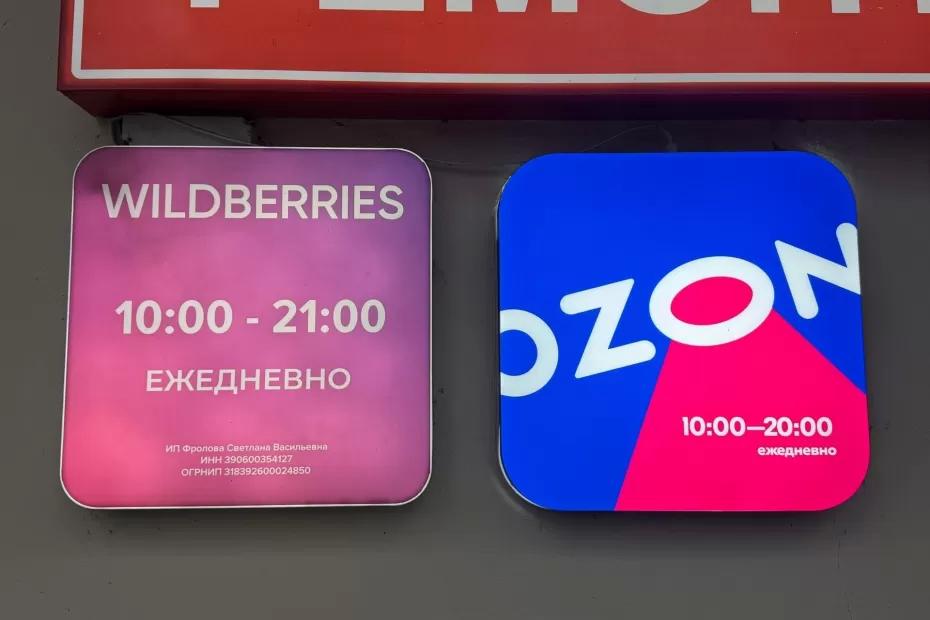 WILDBERRIES
10:00 - 21:00
ЕЖЕДНЕВНО
ИП Фролова Светлана Васильевна
ИНН 390600354127
ОГРНИП 318392600024850
OZON
10:00—20:00
ежедневно